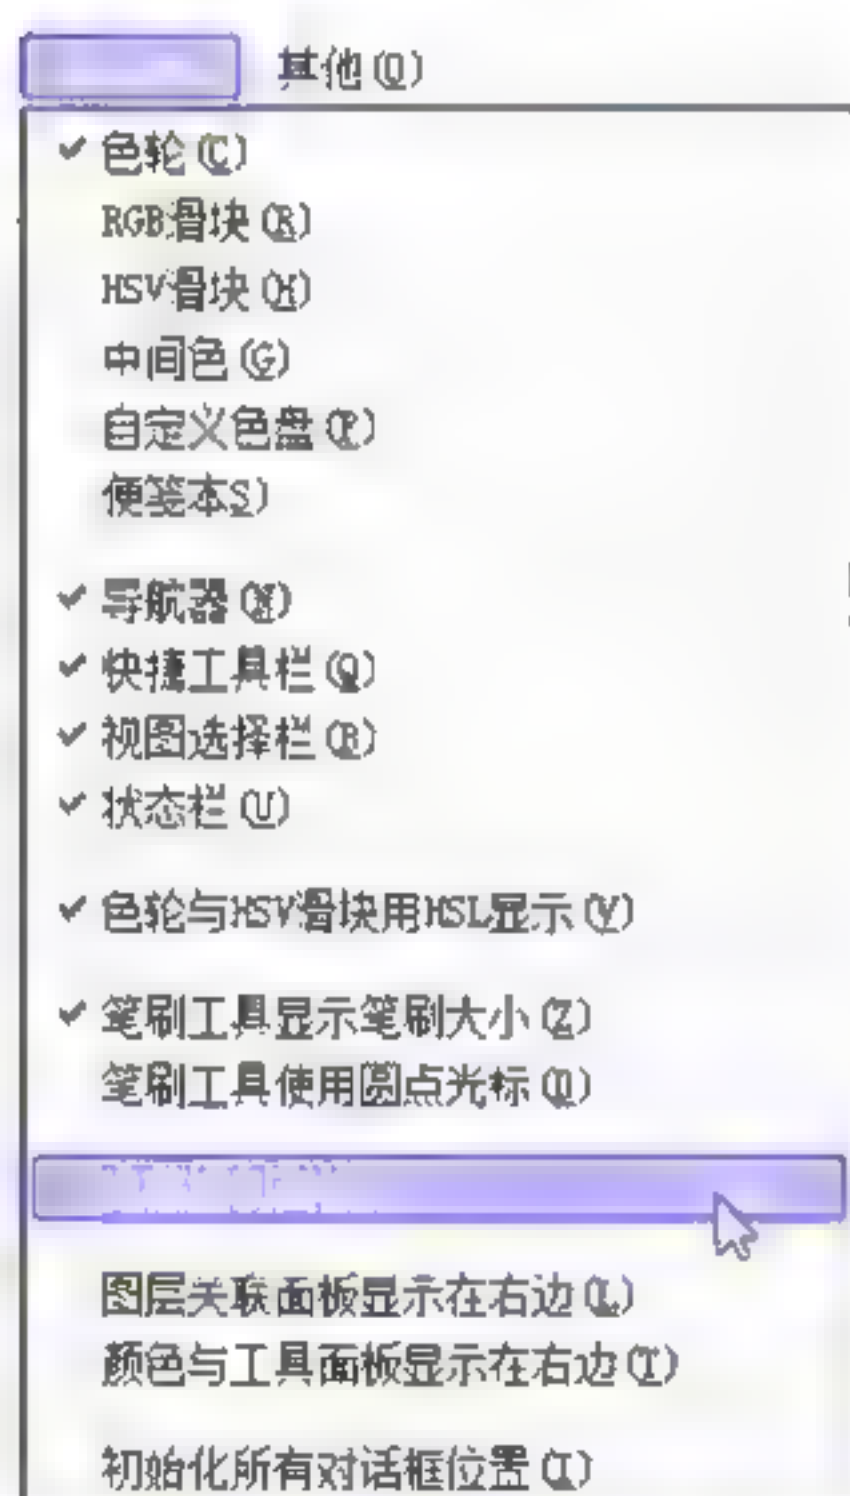 其他(O)
色轮(C)
RGB滑块(R)
HSV滑块(H)
中间色(G)
自定义色盘(P)
便笺本S)
导航器(N)
快捷工具栏(Q)
视图选择栏(B)
状态栏(U)
色轮与HSV滑块用HSL显示(V)
笔刷工具显示笔刷大小(Z)
笔刷工具使用圆点光标(D)
图层关联面板显示在右边(L)
颜色与工具面板显示在右边(T)
初始化所有对话框位置(I)